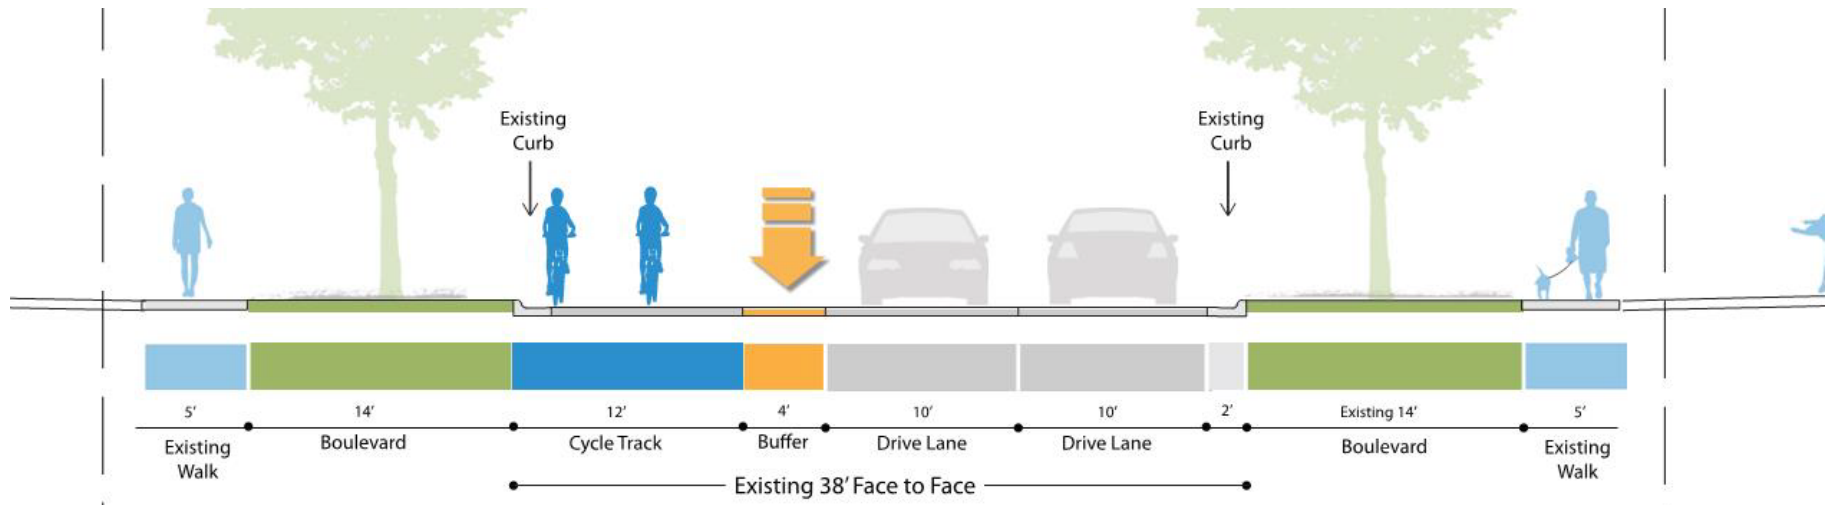 Existing
Curb
Existing
Curb
5’
14’
12’
4’
10’
10’
2’
Existing 14’
5’
Existing
Walk
Boulevard
Cycle Track
Buffer
Drive Lane
Drive Lane
Boulevard
Existing
Walk
Existing 38’ Face to Face